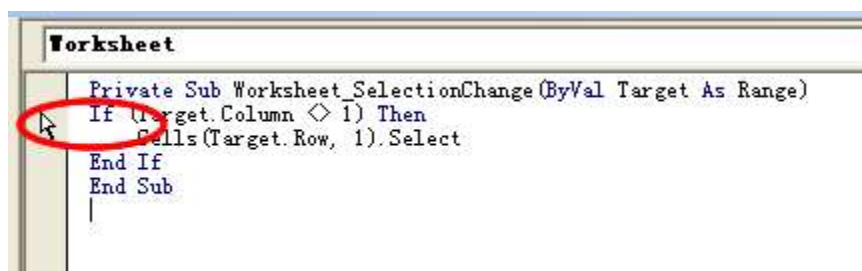 Worksheet
Private Sub Worksheet_SelectionChange(ByVal Target As Range)
If (Target.Column <> 1) Then
Cells(Target.Row, 1).Select
End If
End Sub